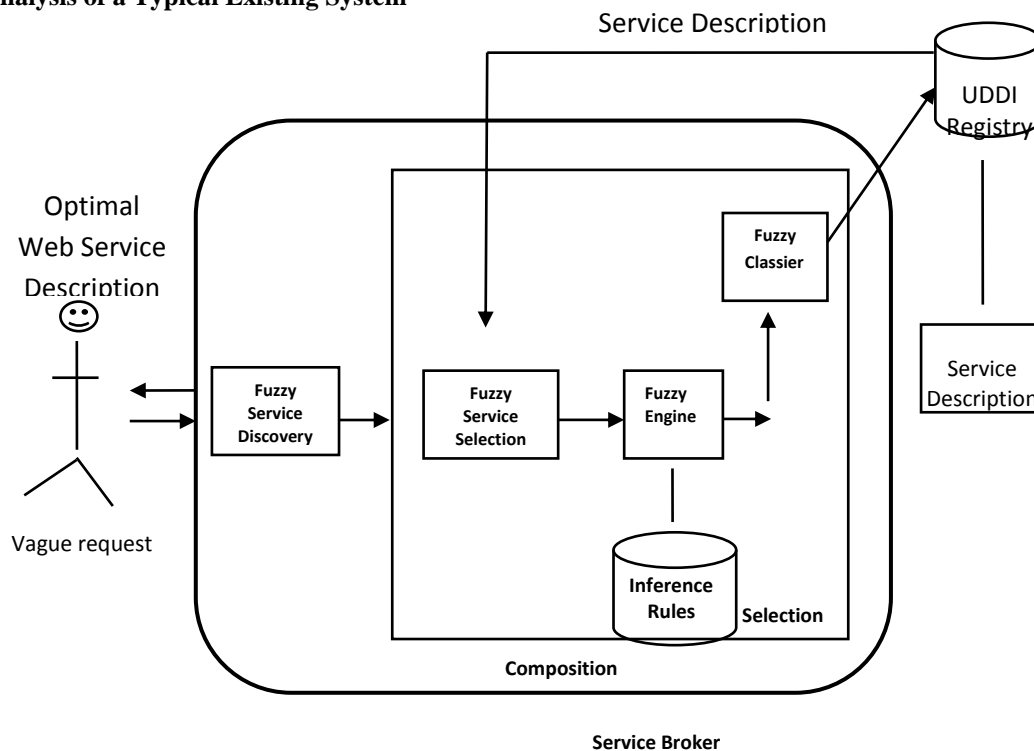 nalysis of a Typical Existing System
Service Description
UDDI
Registry
Optimal
Web Service
Description
Fuzzy
Classier
Fuzzy
Service
Discovery
Fuzzy
Service
Selection
Fuzzy
Engine
Service
Description
Vague request
Inference
Rules
Selection
Composition
Service Broker